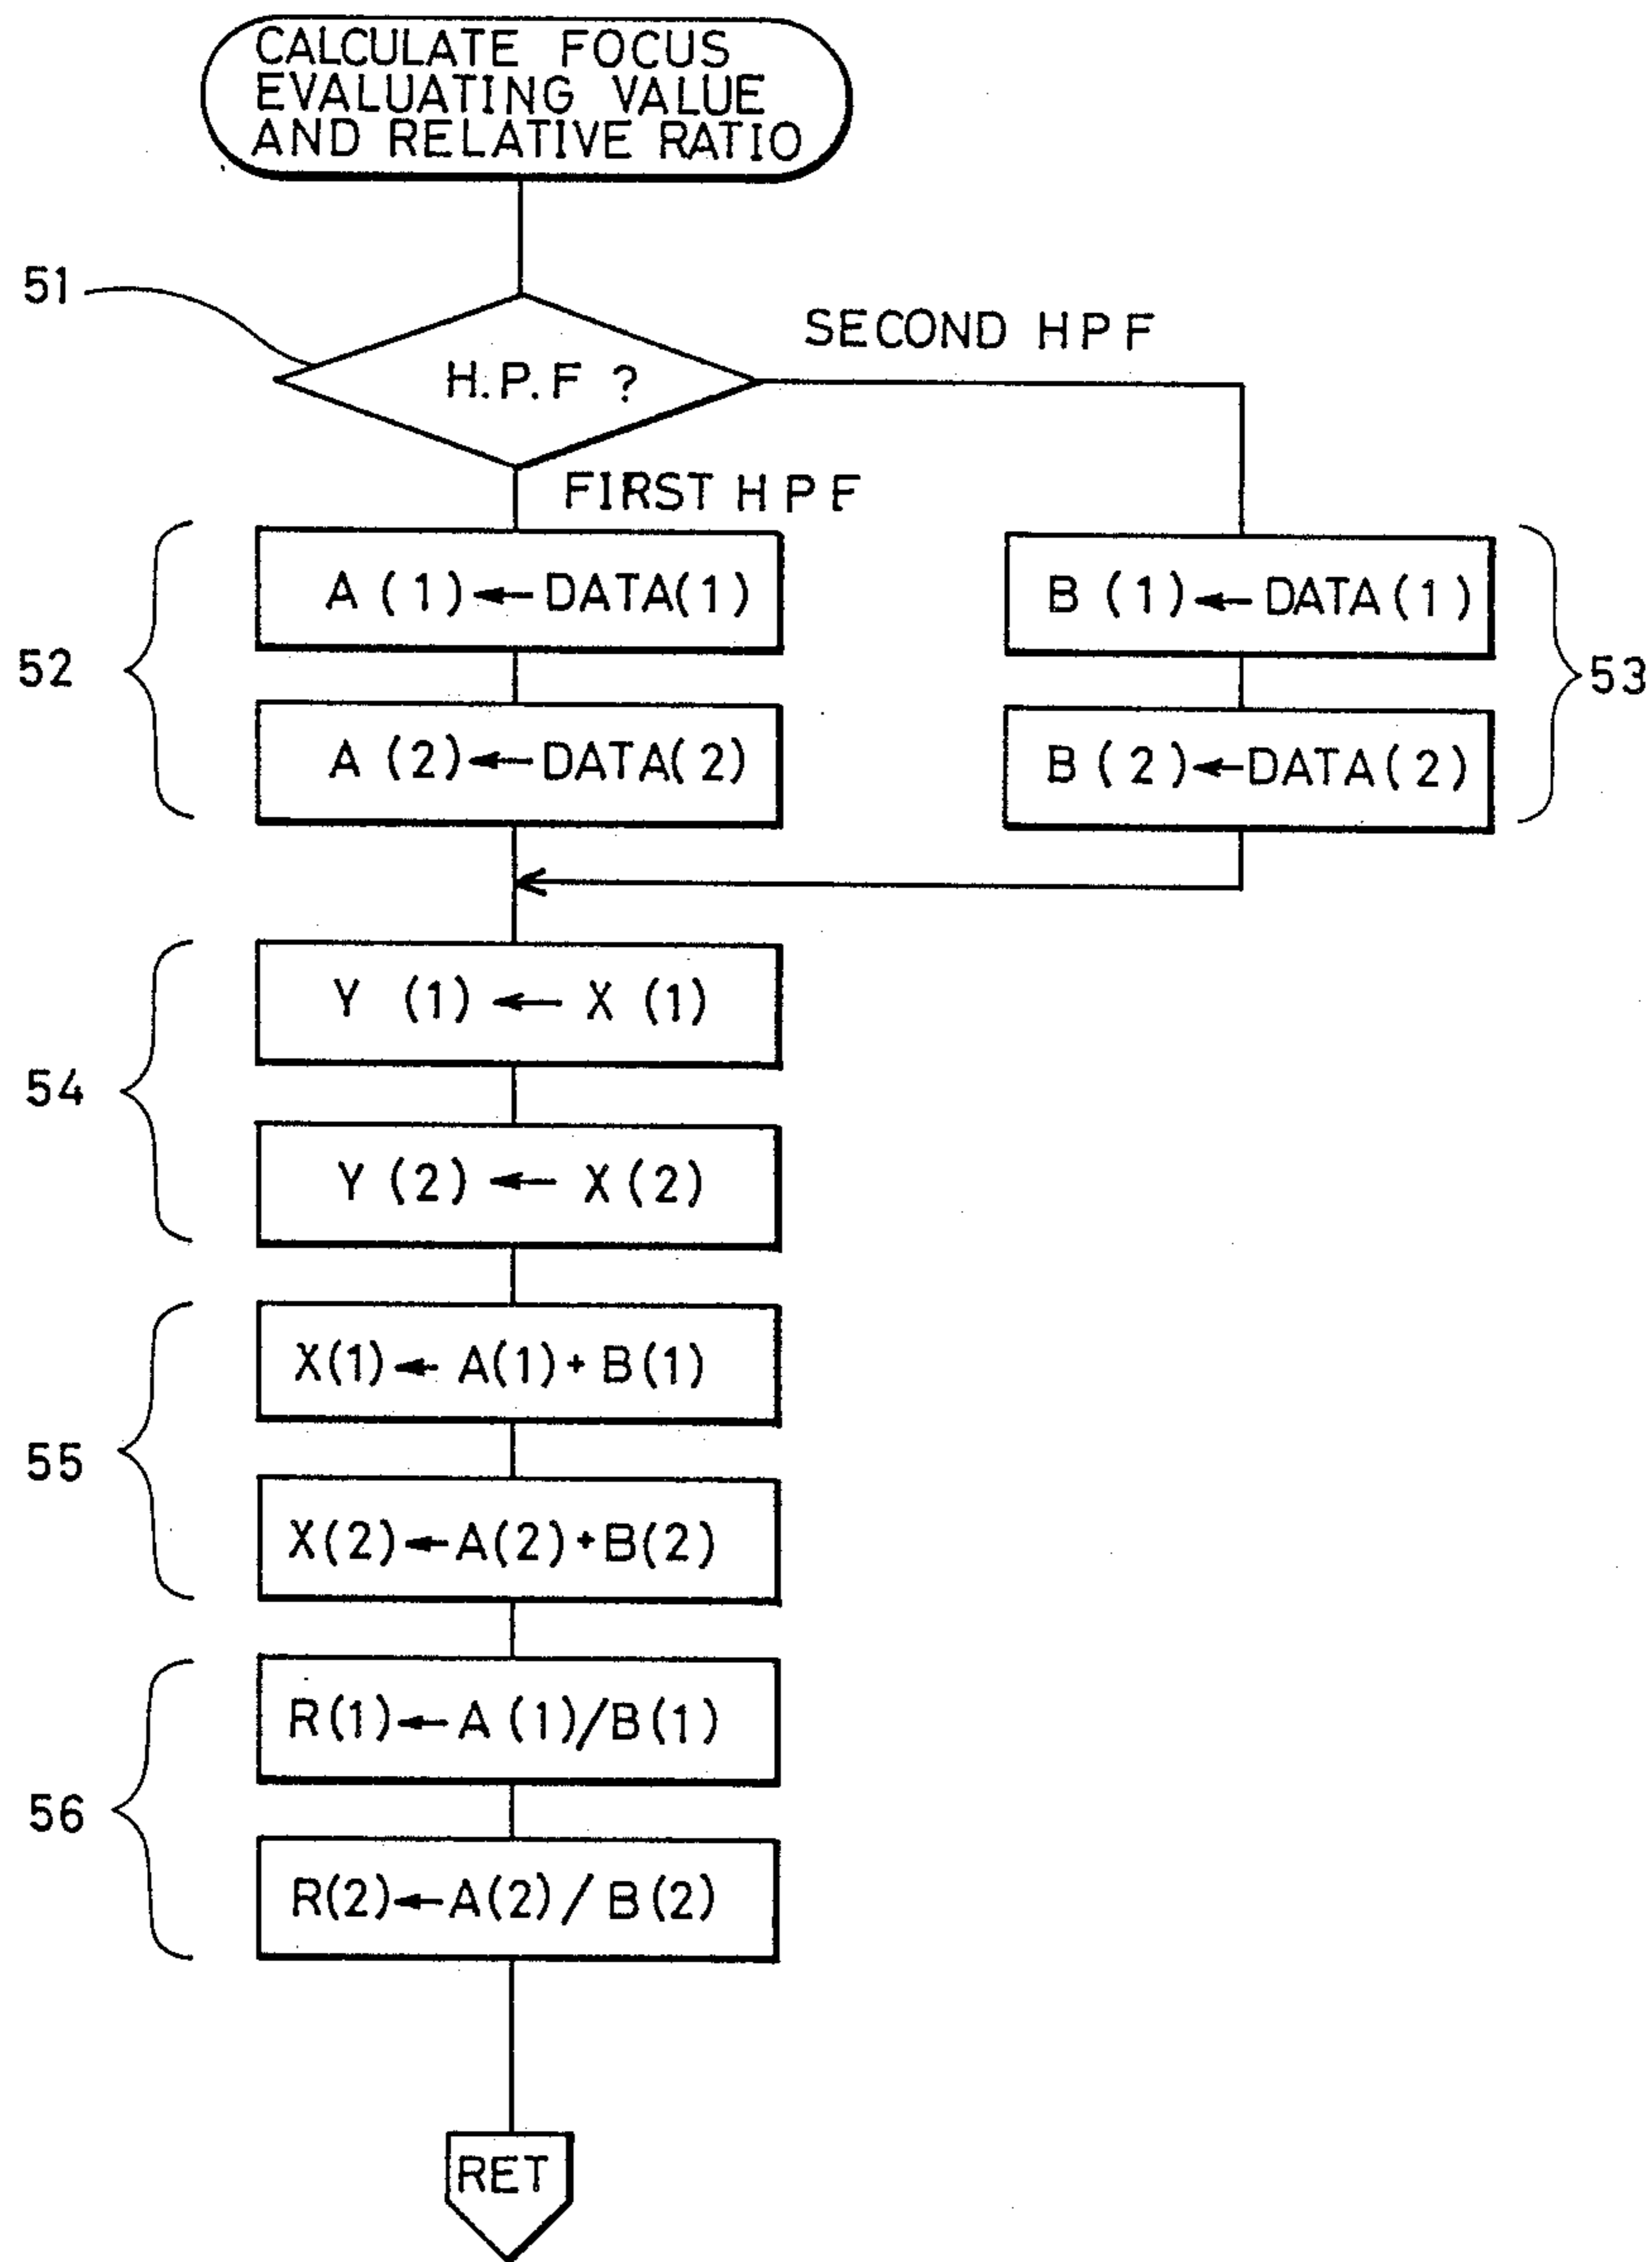 CALCULATE FOCUS
EVALUATING VALUE
AND RELATIVE RATIO
51
H.P.F ?
SECOND HPF
FIRST HPF
52
A (1) ← DATA(1)
A (2) ← DATA(2)
B (1) ← DATA(1)
B (2) ← DATA(2)
53
54
Y (1) ← X (1)
Y (2) ← X (2)
55
X(1) ← A(1) + B(1)
X(2) ← A(2) + B(2)
56
R(1) ← A (1)/B(1)
R(2) ← A(2) / B(2)
RET